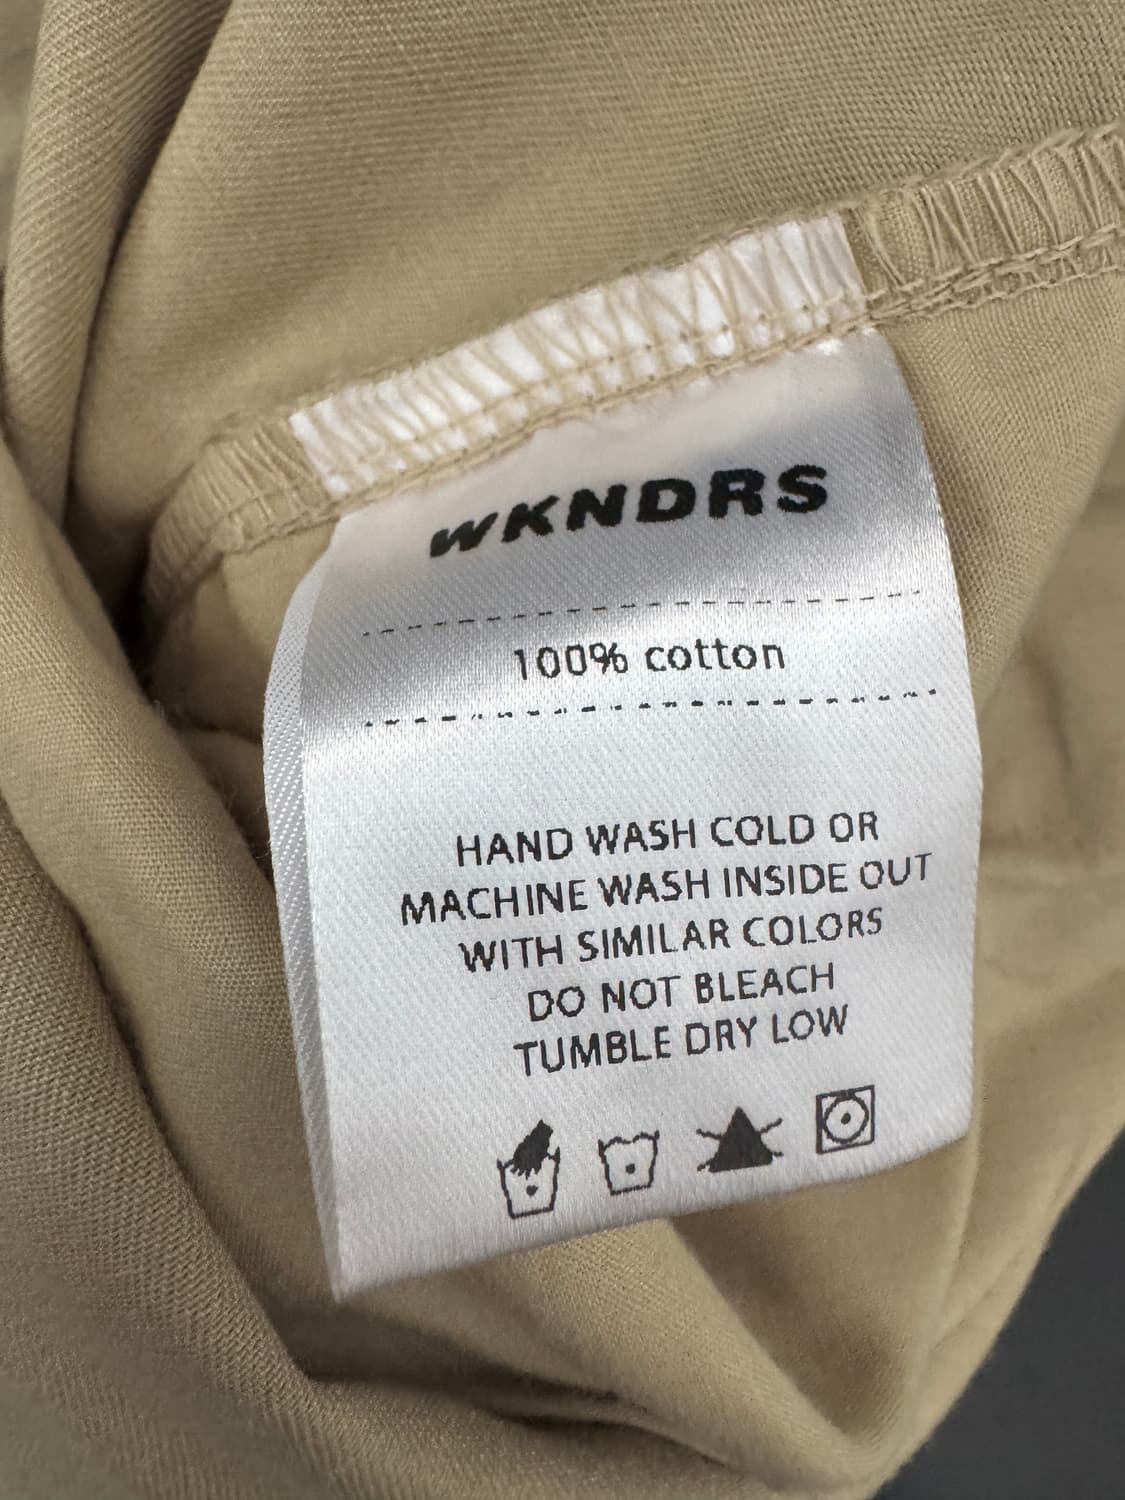 WKNDRS
100% cotton
HAND WASH COLD OR
MACHINE WASH INSIDE OUT
WITH SIMILAR COLORS
DO NOT BLEACH
TUMBLE DRY LOW